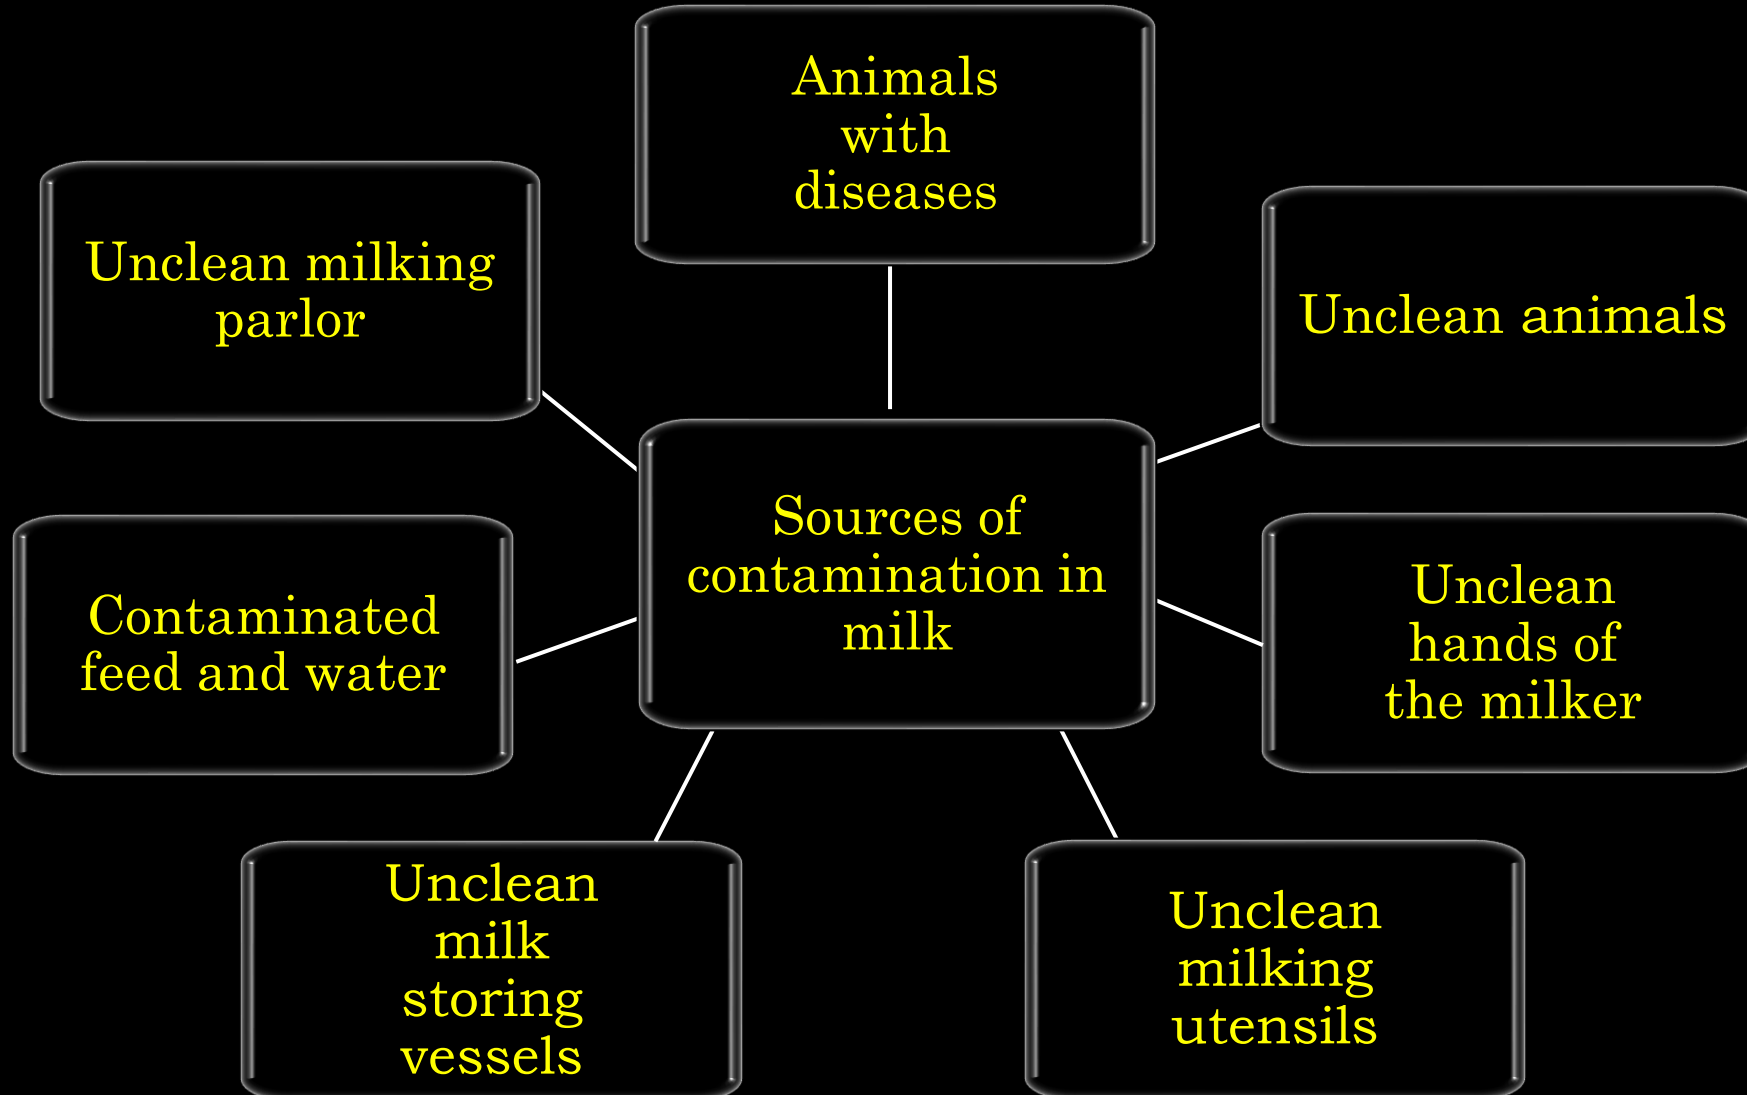 Animals
with
diseases
Unclean milking
parlor
Unclean animals
Sources of
contamination in
milk
Contaminated
feed and water
Unclean
hands of
the milker
Unclean
milk
storing
vessels
Unclean
milking
utensils